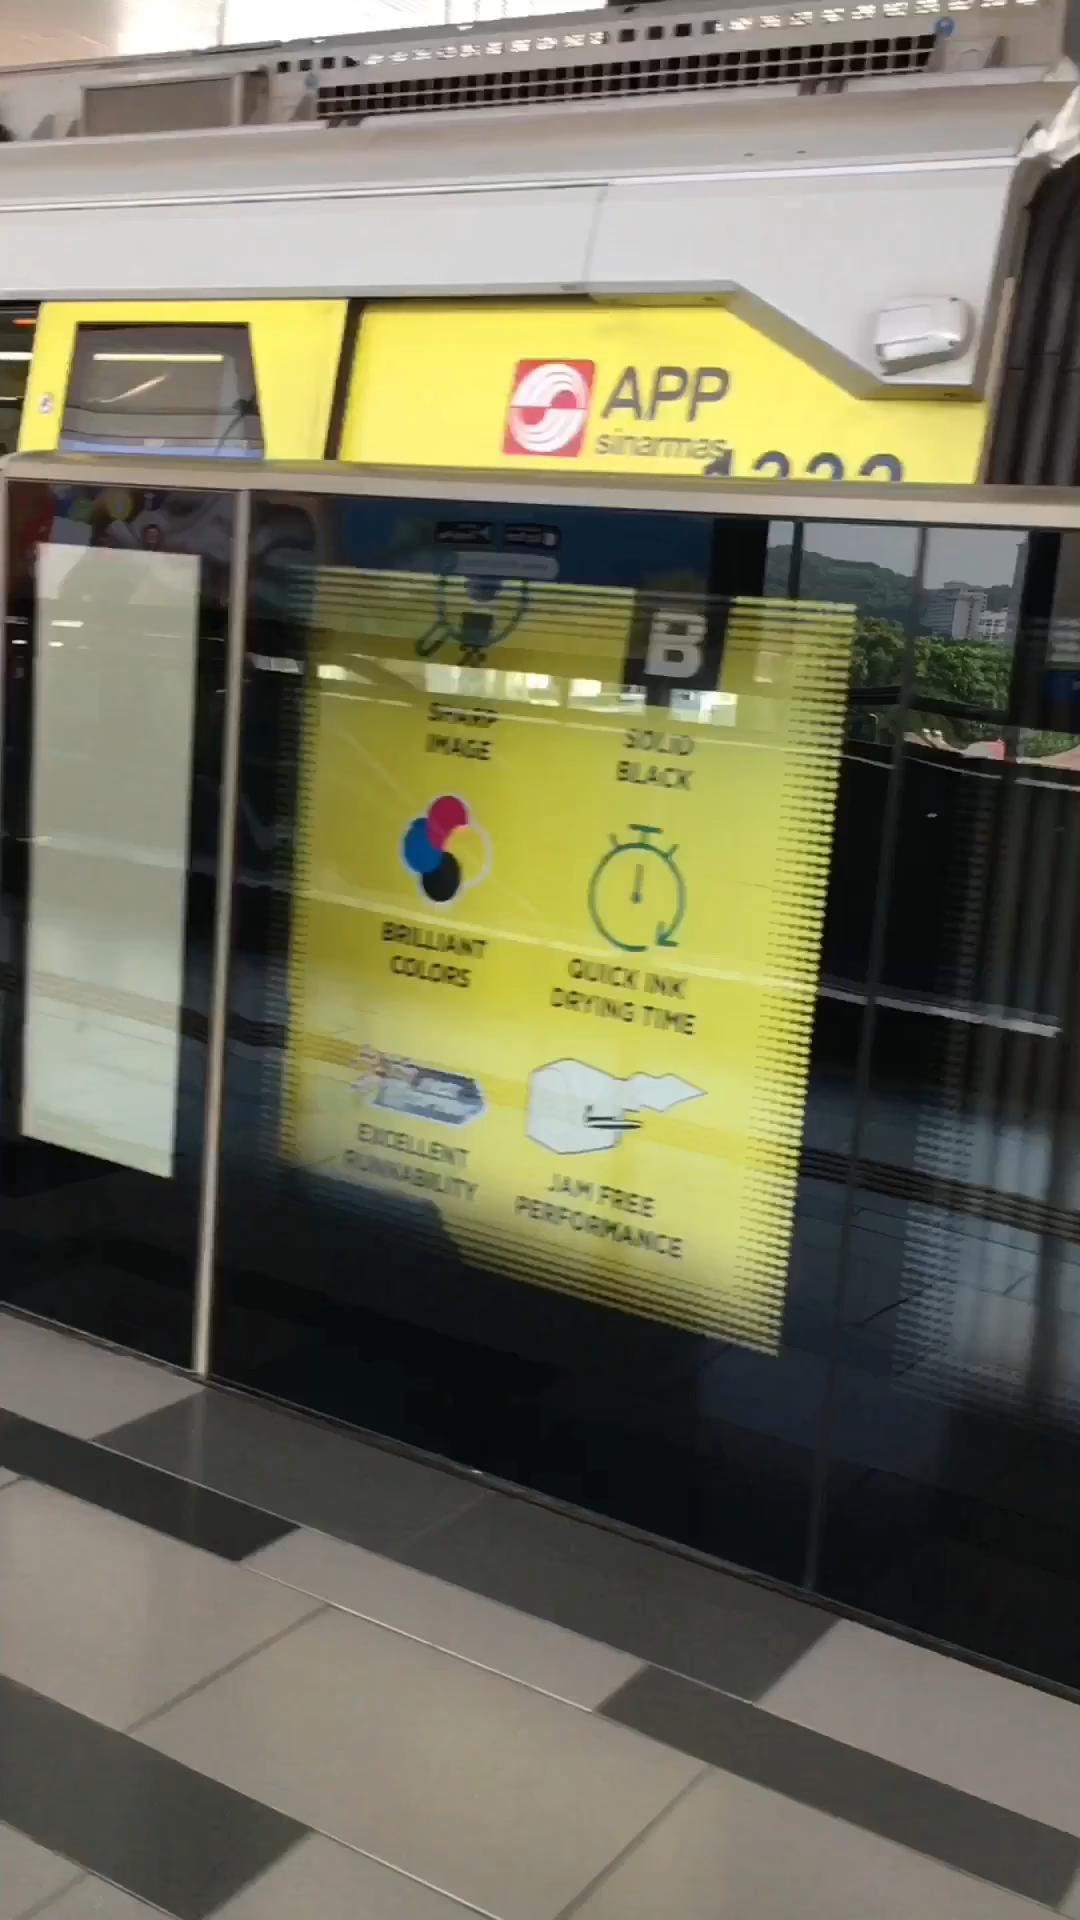 APP
sinarmas
B
SHARP
IMAGE
SOLID
BLACK
BRILLIANT
COLORS
QUICK INK
DRYING TIME
EXCELLENT
RUNNABILITY
JAM FREE
PERFORMANCE